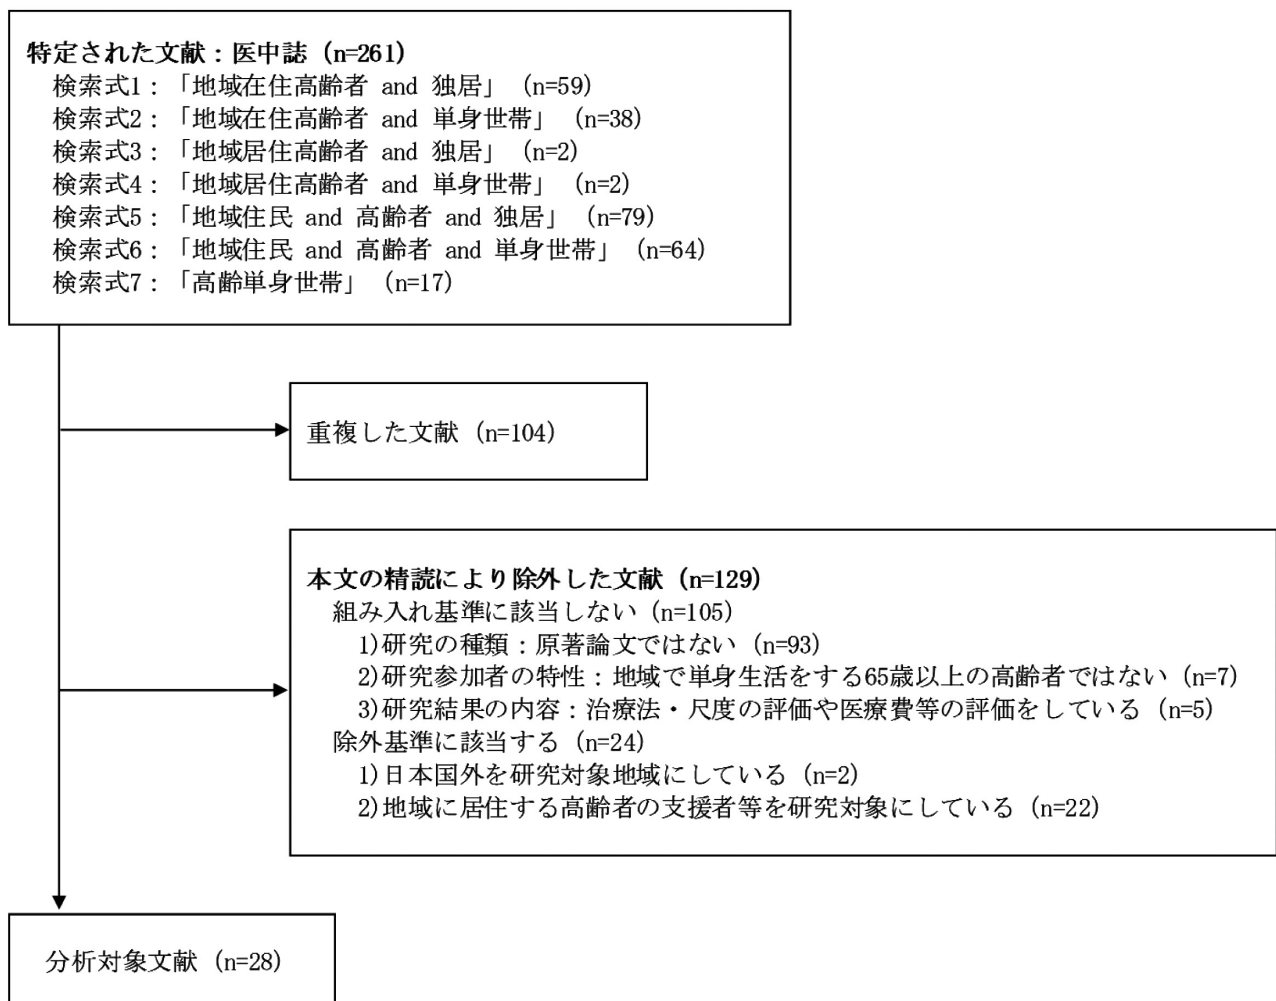 特定された文献：医中誌 (n=261)
検索式1：「地域在住高齢者 and 独居」 (n=59)
検索式2：「地域在住高齢者 and 単身世帯」 (n=38)
検索式3：「地域居住高齢者 and 独居」 (n=2)
検索式4：「地域居住高齢者 and 単身世帯」 (n=2)
検索式5：「地域住民 and 高齢者 and 独居」 (n=79)
検索式6：「地域住民 and 高齢者 and 単身世帯」 (n=64)
検索式7：「高齢単身世帯」 (n=17)
重複した文献 (n=104)
本文の精読により除外した文献 (n=129)
組み入れ基準に該当しない (n=105)
1)研究の種類：原著論文ではない (n=93)
2)研究参加者の特性：地域で単身生活をする65歳以上の高齢者ではない (n=7)
3)研究結果の内容：治療法・尺度の評価や医療費等の評価をしている (n=5)
除外基準に該当する (n=24)
1)日本国外を研究対象地域にしている (n=2)
2)地域に居住する高齢者の支援者等を研究対象にしている (n=22)
分析対象文献 (n=28)